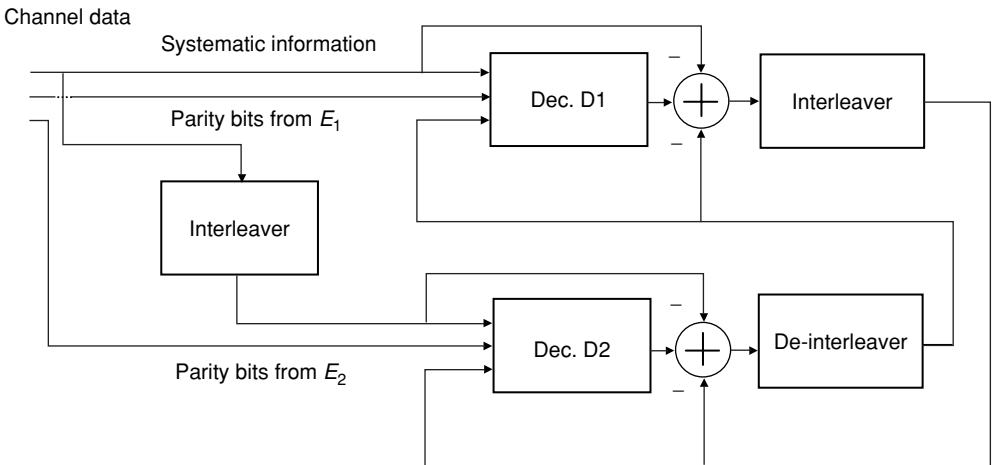 Channel data
Systematic information
Dec. D1
Interleaver
Parity bits from E1
Interleaver
Dec. D2
De-interleaver
Parity bits from E2